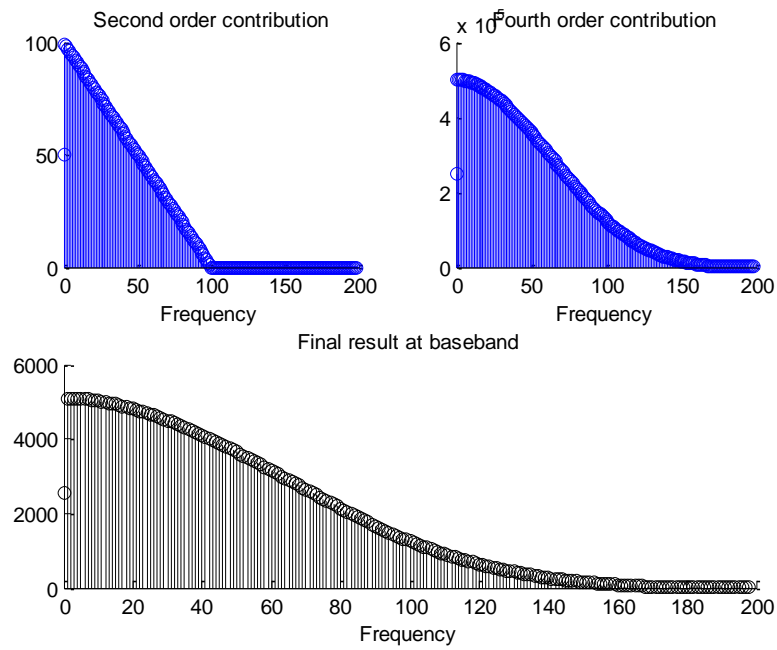 Second order contribution
100
50
0
0 50 100 150 200
Frequency
x 10^5
Fourth order contribution
6
4
2
0
0 50 100 150 200
Frequency
Final result at baseband
6000
4000
2000
0
0 20 40 60 80 100 120 140 160 180 200
Frequency